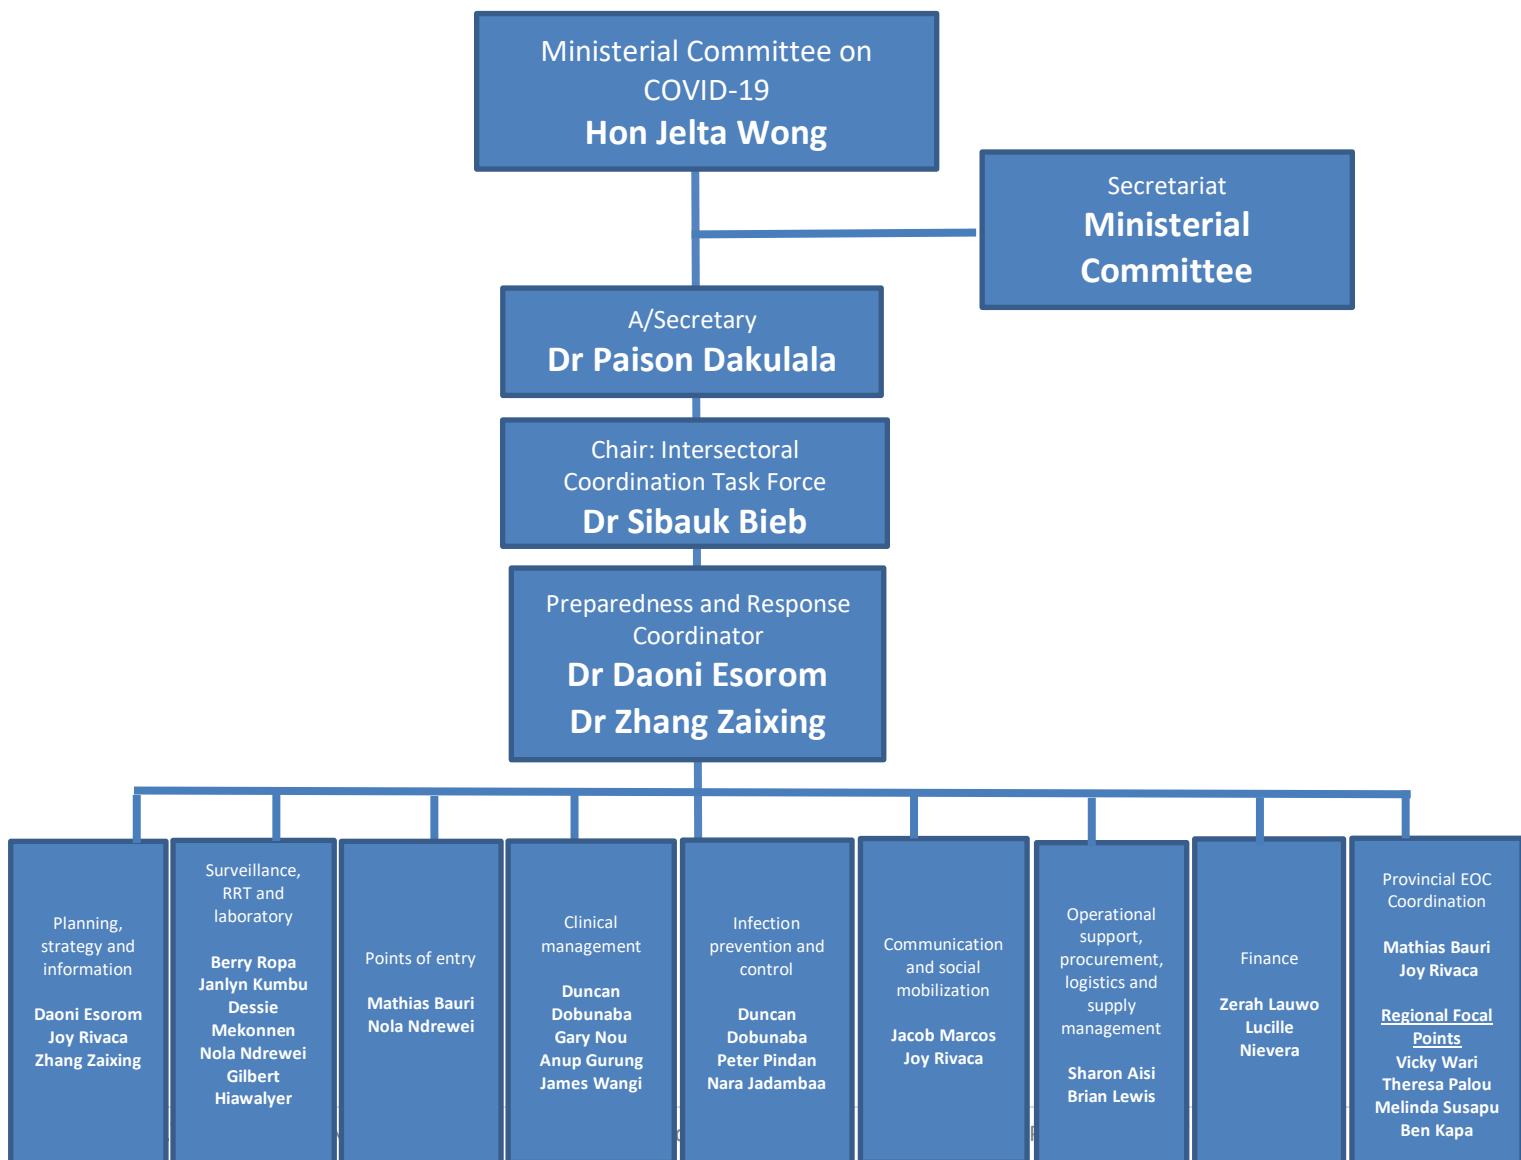 Ministerial Committee on
COVID-19
Hon Jelta Wong
Secretariat
Ministerial
Committee
A/Secretary
Dr Paison Dakulala
Chair: Intersectoral
Coordination Task Force
Dr Sibauk Bieb
Preparedness and Response
Coordinator
Dr Daoni Esorom
Dr Zhang Zaixing
Planning,
strategy and
information
Daoni Esorom
Joy Rivaca
Zhang Zaixing
Surveillance,
RRT and
laboratory
Berry Ropa
Janlyn Kumbu
Dessie
Mekonnen
Nola Ndrewei
Gilbert
Hiawalyer
Points of entry
Mathias Bauri
Nola Ndrewei
Clinical
management
Duncan
Dobunaba
Gary Nou
Anup Gurung
James Wangi
Infection
prevention and
control
Duncan
Dobunaba
Peter Pindan
Nara Jadambaa
Communication
and social
mobilization
Jacob Marcos
Joy Rivaca
Operational
support,
procurement,
logistics and
supply
management
Sharon Aisi
Brian Lewis
Finance
Zerah Lauwo
Lucille
Nievera
Provincial EOC
Coordination
Mathias Bauri
Joy Rivaca
Regional Focal
Points
Vicky Wari
Theresa Palou
Melinda Susapu
Ben Kapa